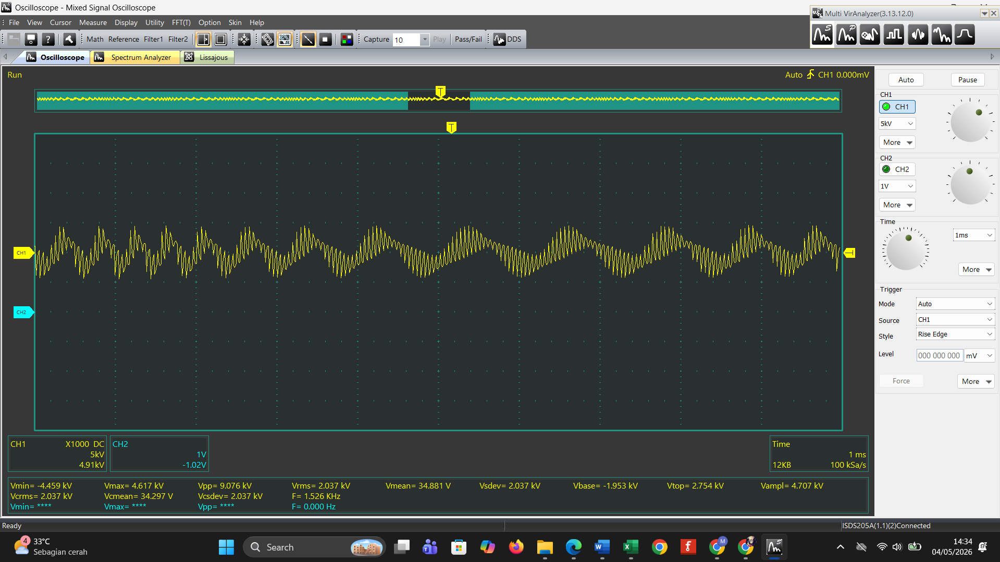 Oscilloscope - Mixed Signal Oscilloscope
Multi VirAnalyzer(3.13.12.0)
File View Cursor Measure Display Utility FFT(T) Option Skin Help
S P
Math Reference Filter1 Filter2 Capture 10 Play Pass/Fail DDS
Oscilloscope Spectrum Analyzer Lissajous
Run
Auto CH1 0.000mV
T
T
CH1
CH2
Auto Pause
CH1
CH1
5kV
More
CH2
CH2
1V
More
Time
1ms
More
Trigger
Mode Auto
Source CH1
Style Rise Edge
Level 000 000 000 mV
Force More
CH1 X1000 DC
5kV
4.91kV
CH2
1V
-1.02V
Time
1 ms
12KB 100 kSa/s
Vmin= -4.459 kV Vmax= 4.617 kV Vpp= 9.076 kV Vrms= 2.037 kV Vmean= 34.881 V Vsdev= 2.037 kV Vbase= -1.953 kV Vtop= 2.754 kV Vampl= 4.707 kV
Vcrms= 2.037 kV Vcmean= 34.297 V Vcsdev= 2.037 kV F= 1.526 KHz
Vmin= **** Vmax= **** Vpp= **** F= 0.000 Hz
Ready
ISDS205A(1.1)(2)Connected
4
33°C
Sebagian cerah
Search
M
14:34
04/05/2026